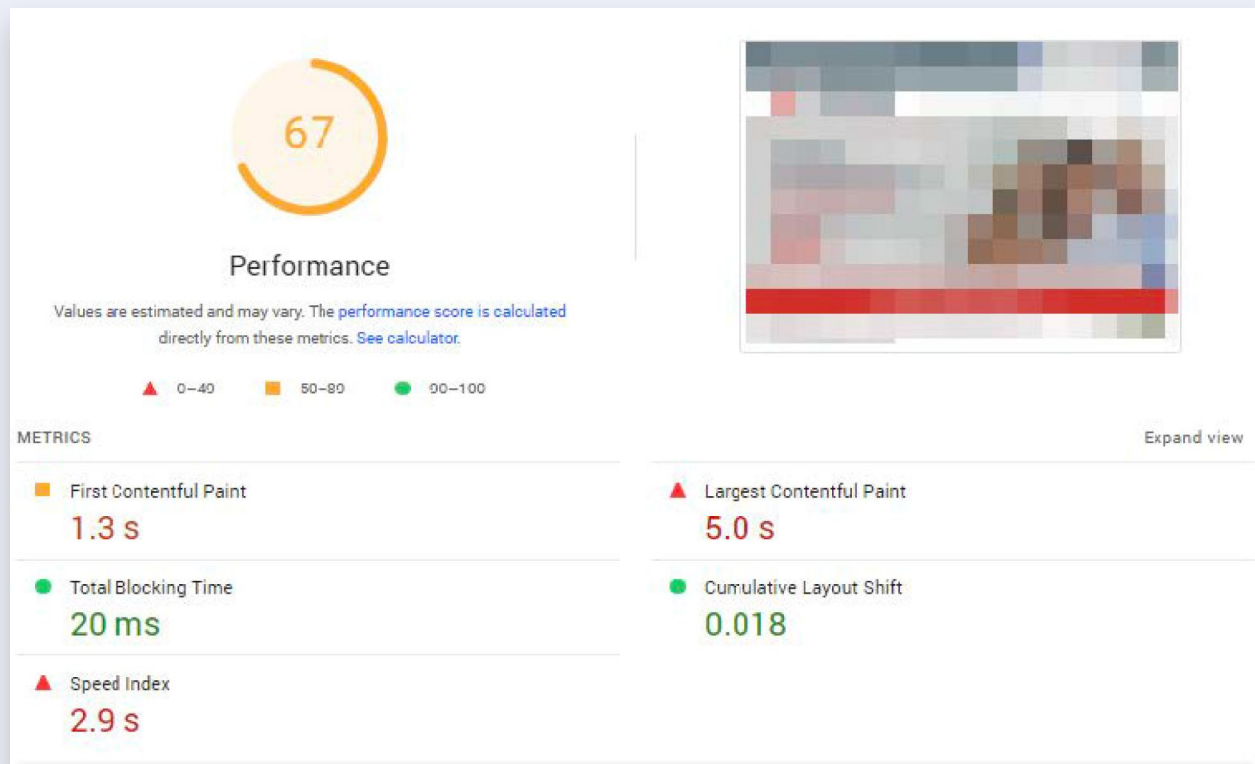 67
Performance
Values are estimated and may vary. The performance score is calculated
directly from these metrics. See calculator.
0–49
50–89
90–100
METRICS
Expand view
First Contentful Paint
1.3 s
Largest Contentful Paint
5.0 s
Total Blocking Time
20 ms
Cumulative Layout Shift
0.018
Speed Index
2.9 s